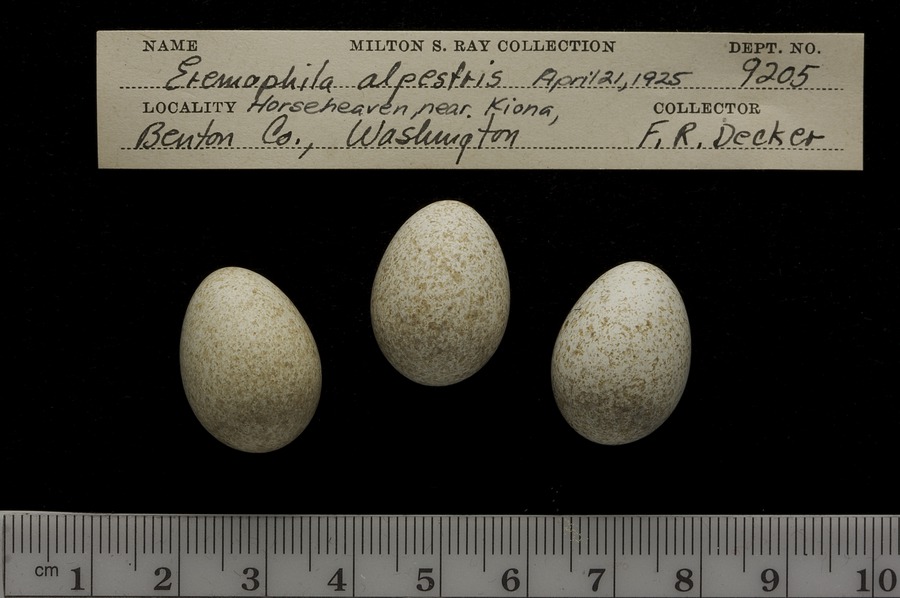 NAME MILTON S. RAY COLLECTION DEPT. NO.
Eremophila alpestris April 21, 1925 9205
LOCALITY Horseheaven, near. Kiona, COLLECTOR
Benton Co., Washington F. R. Decker
cm 1 2 3 4 5 6 7 8 9 10